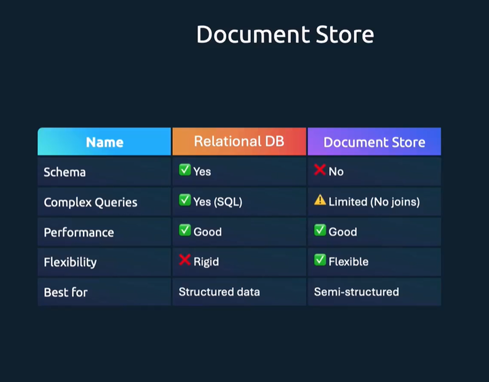 Document Store
Name Relational DB Document Store
Schema ✅ Yes ❌ No
Complex Queries ✅ Yes (SQL) ⚠️ Limited (No joins)
Performance ✅ Good ✅ Good
Flexibility ❌ Rigid ✅ Flexible
Best for Structured data Semi-structured